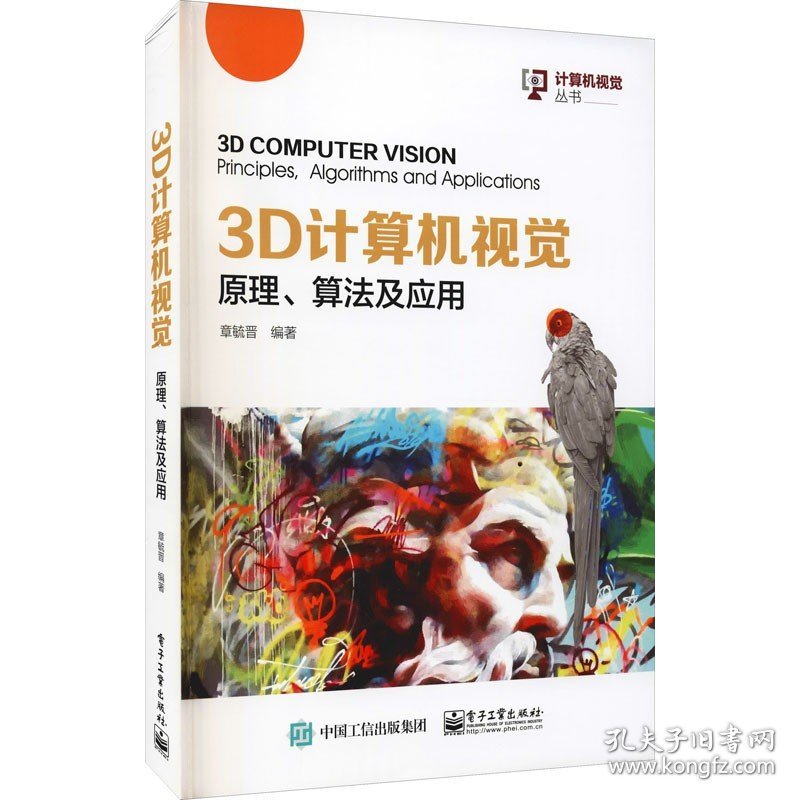 计算机视觉
丛书
3D COMPUTER VISION
Principles, Algorithms and Applications
3D计算机视觉
原理、算法及应用
章毓晋 编著
3D计算机视觉
原理、算法及应用
章毓晋 编著
电子工业出版社
中国工信出版集团
电子工业出版社
PUBLISHING HOUSE OF ELECTRONICS INDUSTRY
http://www.phei.com.cn
孔夫子旧书网
www.kongfz.com